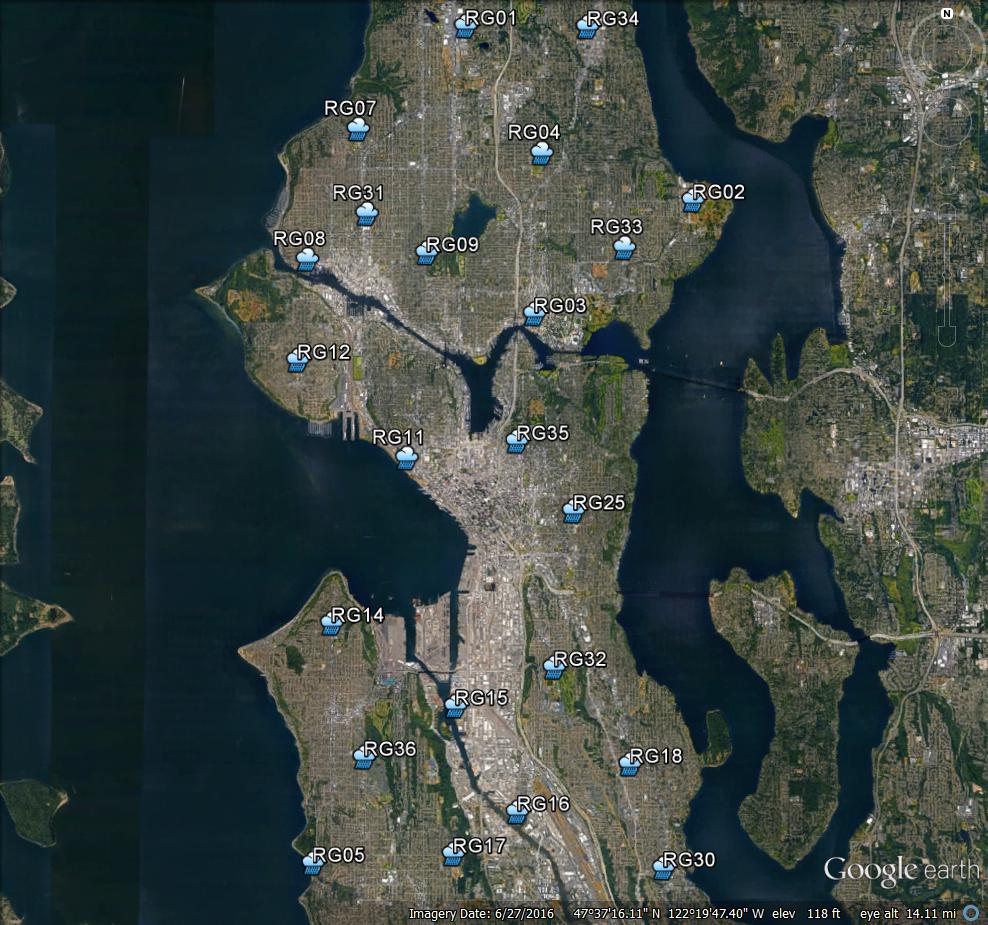 N
RG01
RG34
RG07
RG04
RG31
RG02
RG33
RG08
RG09
RG03
RG12
RG11
RG35
RG25
RG14
RG32
RG15
RG36
RG18
RG16
RG17
RG05
RG30
Google earth
Imagery Date: 6/27/2016 47°37'16.11" N 122°19'47.40" W elev 118 ft eye alt 14.11 mi